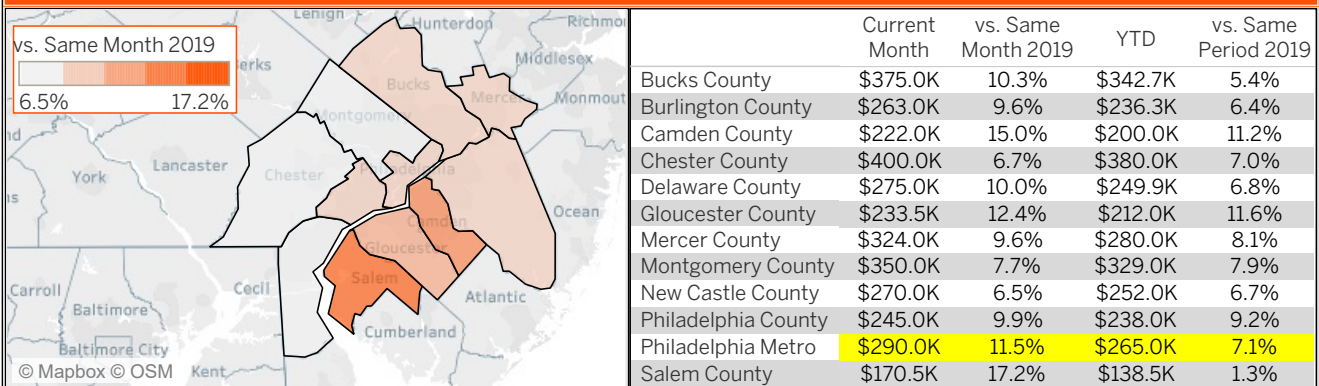 Lehigh
Hunterdon
Richmo
vs. Same Month 2019
erks
6.5% 17.2%
Bucks
Middlesex
Mercer
Monmout
Montgomery
nd
Lancaster
Philadelphia
York
Chester
ns
Camden
Ocean
Gloucester
Salem
Carroll
Cecil
Atlantic
Baltimore
Cumberland
Baltimore City
© Mapbox © OSM
Kent
Current Month vs. Same Month 2019 YTD vs. Same Period 2019
Bucks County $375.0K 10.3% $342.7K 5.4%
Burlington County $263.0K 9.6% $236.3K 6.4%
Camden County $222.0K 15.0% $200.0K 11.2%
Chester County $400.0K 6.7% $380.0K 7.0%
Delaware County $275.0K 10.0% $249.9K 6.8%
Gloucester County $233.5K 12.4% $212.0K 11.6%
Mercer County $324.0K 9.6% $280.0K 8.1%
Montgomery County $350.0K 7.7% $329.0K 7.9%
New Castle County $270.0K 6.5% $252.0K 6.7%
Philadelphia County $245.0K 9.9% $238.0K 9.2%
Philadelphia Metro $290.0K 11.5% $265.0K 7.1%
Salem County $170.5K 17.2% $138.5K 1.3%